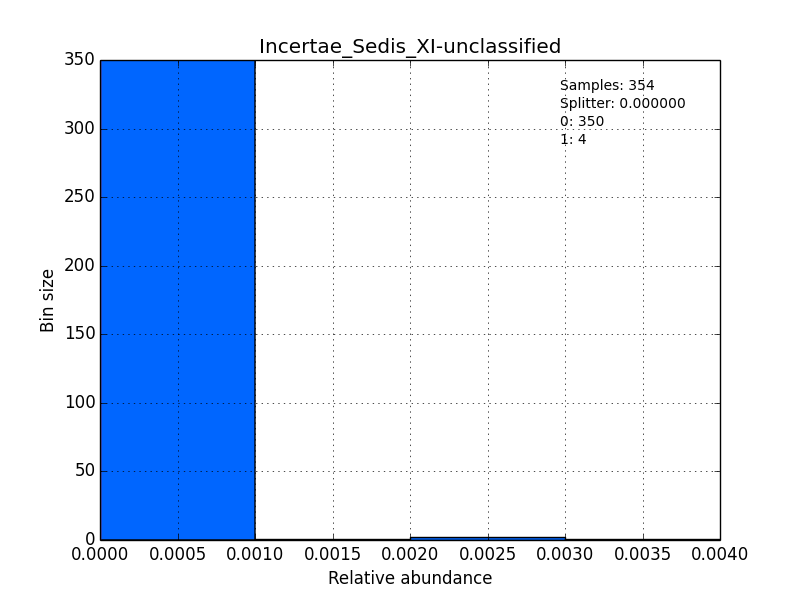 Incertae_Sedis_XI-unclassified
Samples: 354
Splitter: 0.000000
0: 350
1: 4
350
300
250
200
150
100
50
0
Bin size
0.0000 0.0005 0.0010 0.0015 0.0020 0.0025 0.0030 0.0035 0.0040
Relative abundance